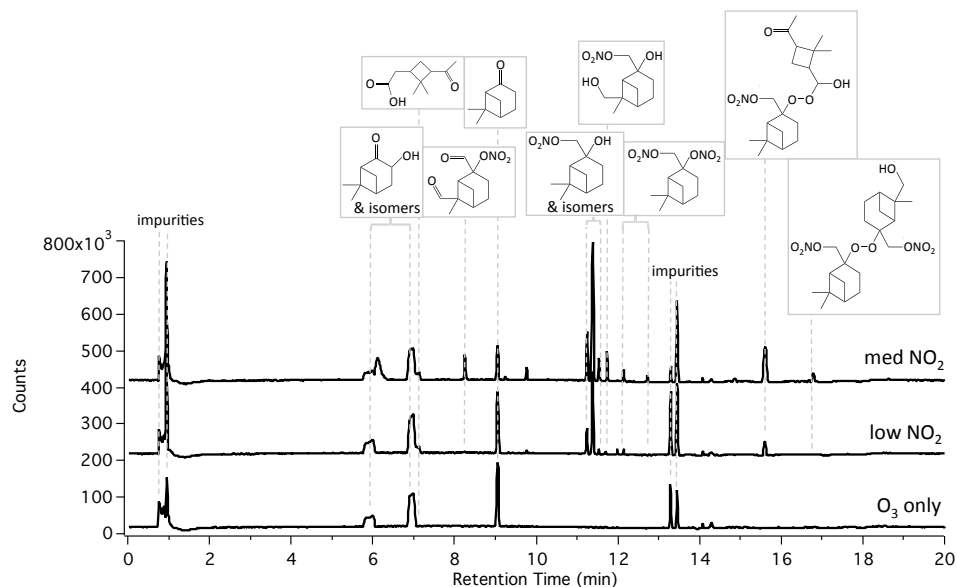 O
OH
O
O
O₂NO
OH
HO
O
OH
O₂NO
O-O
O
OH
& isomers
O
ONO₂
O
O₂NO
OH
& isomers
O₂NO
ONO₂
HO
O₂NO
O-O
ONO₂
impurities
impurities
800x10³
700
600
500
400
300
200
100
0
Counts
med NO₂
low NO₂
O₃ only
0 2 4 6 8 10 12 14 16 18 20
Retention Time (min)